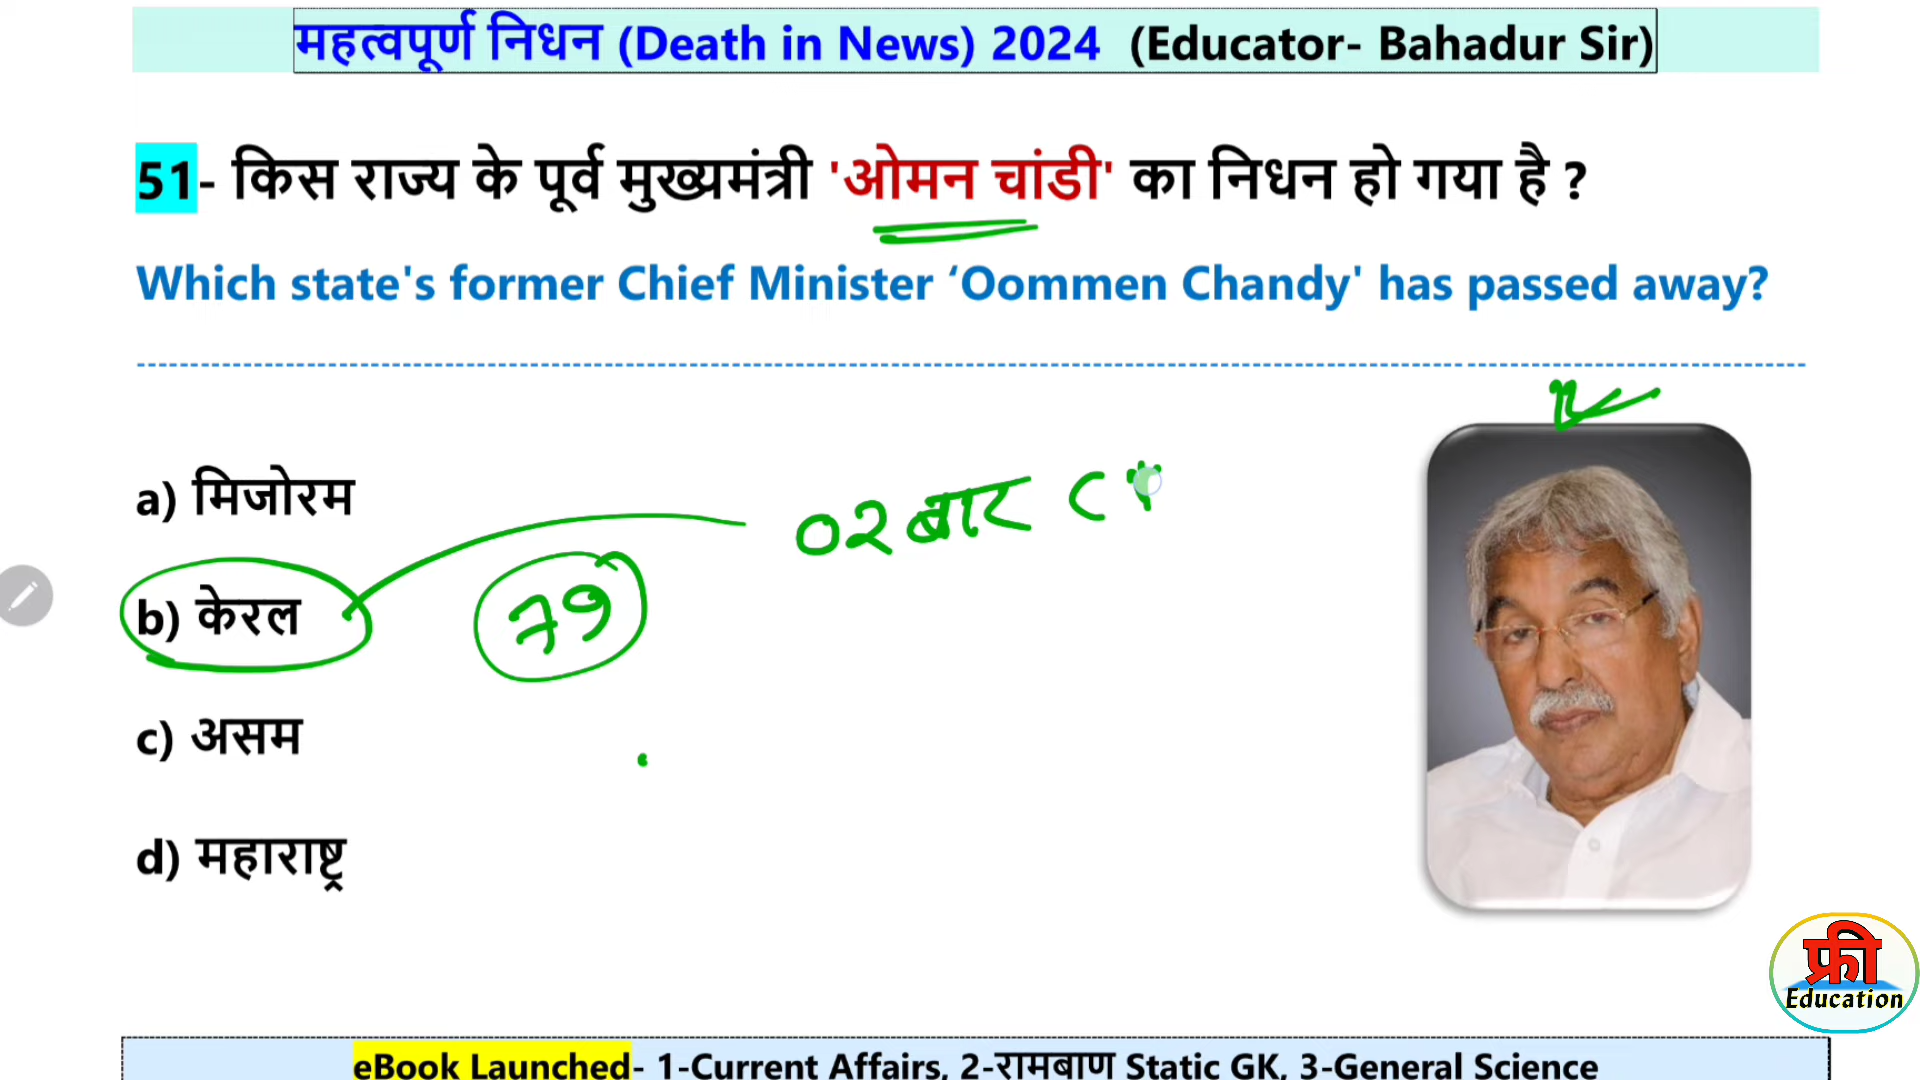 महत्वपूर्ण निधन (Death in News) 2024 (Educator- Bahadur Sir)
51- किस राज्य के पूर्व मुख्यमंत्री 'ओमन चांडी' का निधन हो गया है ?
Which state's former Chief Minister ‘Oommen Chandy' has passed away?
a) मिजोरम
02 बार C
b) केरल
79
c) असम
d) महाराष्ट्र
फ्री
Education
eBook Launched- 1-Current Affairs, 2-रामबाण Static GK, 3-General Science